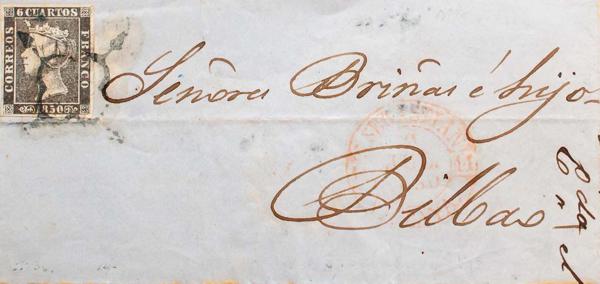 6 CUARTOS
CORREOS
FRANCO
1850
Señores Briñas é hijo
Bilbao